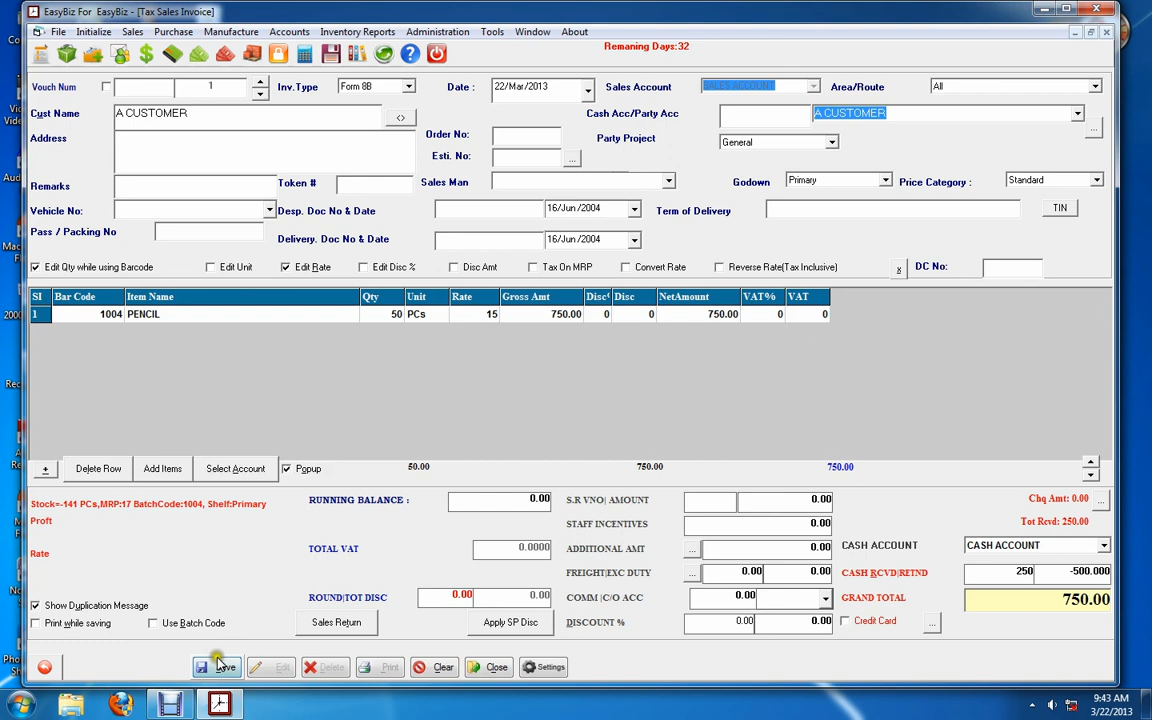 EasyBiz For EasyBiz - [Tax Sales Invoice]
File Initialize Sales Purchase Manufacture Accounts Inventory Reports Administration Tools Window About
Remaning Days:32
Vouch Num 1 Inv.Type Form 8B Date : 22/Mar/2013 Sales Account SALES ACCOUNT Area/Route All
Cust Name A CUSTOMER <> Cash Acc/Party Acc A CUSTOMER ...
Address Order No: Party Project General
Esti. No: ...
Remarks Token # Sales Man Godown Primary Price Category : Standard
Vehicle No: Desp. Doc No & Date 16/Jun/2004 Term of Delivery TIN
Pass / Packing No Delivery. Doc No & Date 16/Jun/2004
Edit Qty while using Barcode Edit Unit Edit Rate Edit Disc % Disc Amt Tax On MRP Convert Rate Reverse Rate(Tax Inclusive) x DC No:
Sl Bar Code Item Name Qty Unit Rate Gross Amt Disc Disc NetAmount VAT% VAT
1 1004 PENCIL 50 PCs 15 750.00 0 0 750.00 0 0
± Delete Row Add Items Select Account Popup 50.00 750.00 750.00
Stock=-141 PCs,MRP:17 BatchCode:1004, Shelf:Primary RUNNING BALANCE : 0.00 S.R VNO| AMOUNT 0.00 Chq Amt: 0.00 ...
Proft STAFF INCENTIVES 0.00 Tot Rcvd: 250.00
Rate TOTAL VAT 0.0000 ADDITIONAL AMT ... 0.00 CASH ACCOUNT CASH ACCOUNT
FREIGHT|EXC DUTY ... 0.00 0.00 CASH RCVD|RETND 250 -500.000
Show Duplication Message ROUND|TOT DISC 0.00 0.00 COMM |C/O ACC 0.00 GRAND TOTAL 750.00
Print while saving Use Batch Code Sales Return Apply SP Disc DISCOUNT % 0.00 0.00 Credit Card ...
Save Edit Delete Print Clear Close Settings
9:43 AM
3/22/2013